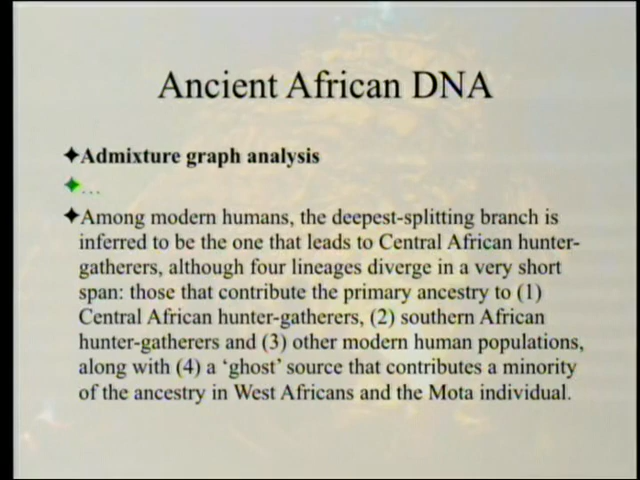 Ancient African DNA
✦Admixture graph analysis
✦…
✦Among modern humans, the deepest-splitting branch is
inferred to be the one that leads to Central African hunter-
gatherers, although four lineages diverge in a very short
span: those that contribute the primary ancestry to (1)
Central African hunter-gatherers, (2) southern African
hunter-gatherers and (3) other modern human populations,
along with (4) a ‘ghost’ source that contributes a minority
of the ancestry in West Africans and the Mota individual.